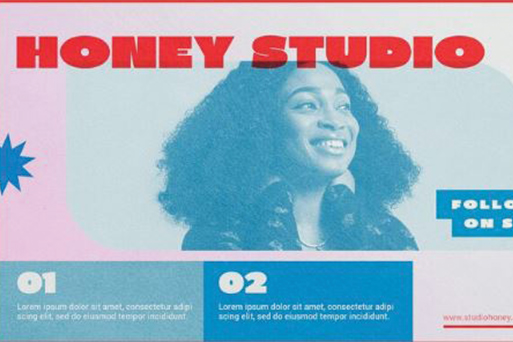 HONEY STUDIO
FOLLO
ON S
01
Lorem ipsum dolor sit amet, consectetur adipi
scing elit, sed do eiusmod tempor incididunt.
02
Lorem ipsum dolor sit amet, consectetur adipi
scing elit, sed do eiusmod tempor incididunt.
www.studiohoney.